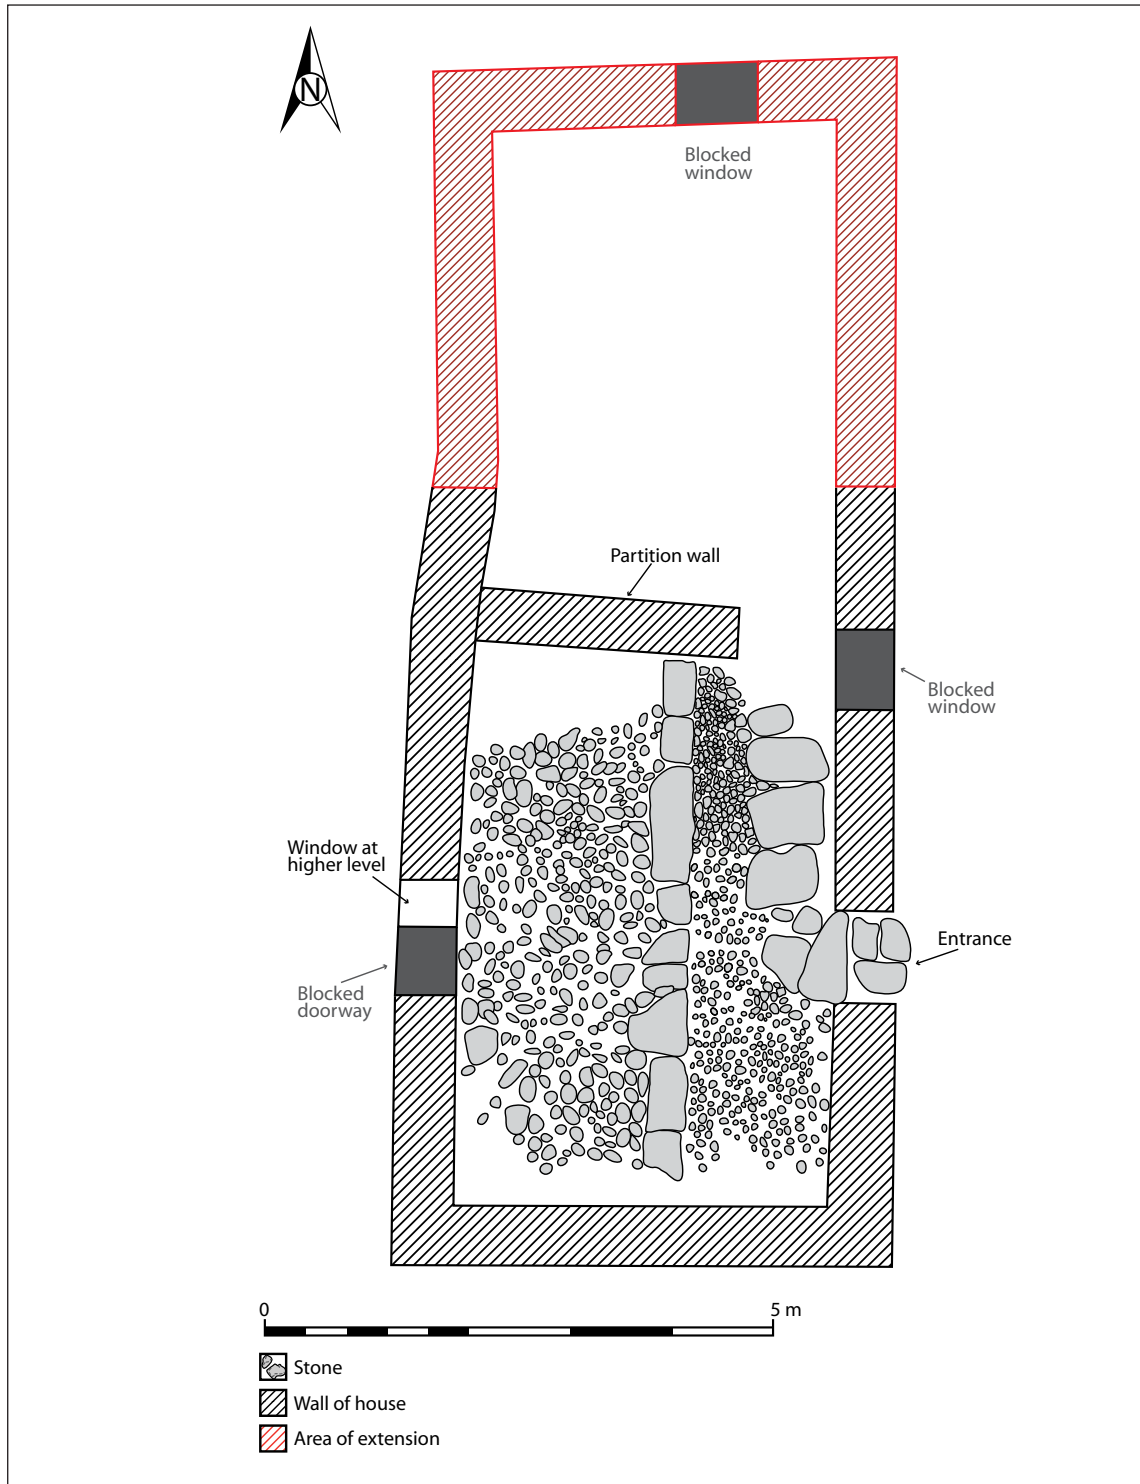 N
Blocked
window
Partition wall
Blocked
window
Window at
higher level
Entrance
Blocked
doorway
0
5 m
Stone
Wall of house
Area of extension